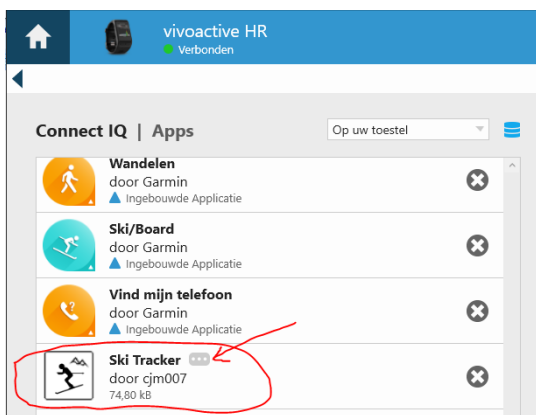 vivoactive HR
Verbonden
Connect IQ | Apps
Op uw toestel
Wandelen
door Garmin
Ingebouwde Applicatie
Ski/Board
door Garmin
Ingebouwde Applicatie
Vind mijn telefoon
door Garmin
Ingebouwde Applicatie
Ski Tracker
door cjm007
74,80 kB